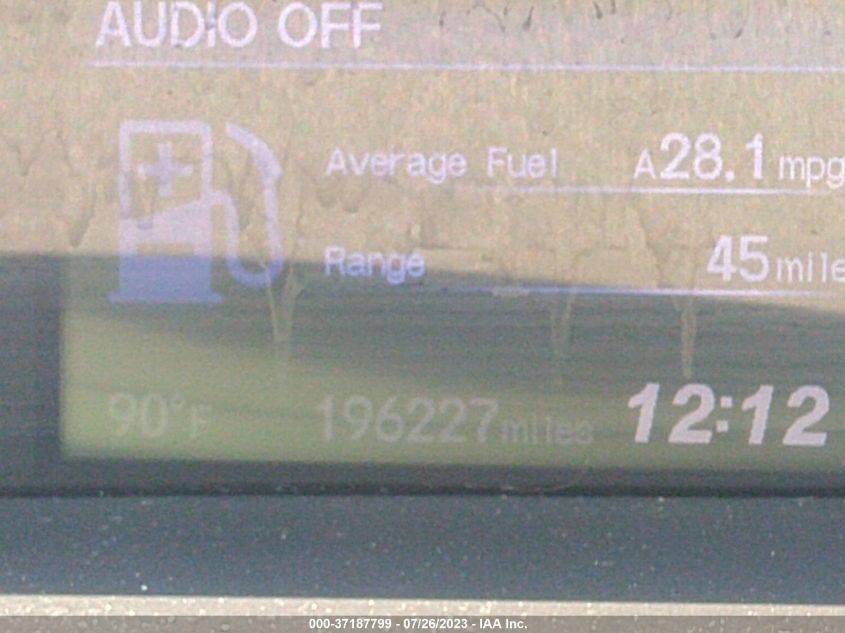 AUDIO OFF
Average Fuel A28.1 mpg
Range 45 mile
90°F 196227 miles 12:12
000-37187799 - 07/26/2023 - IAA Inc.